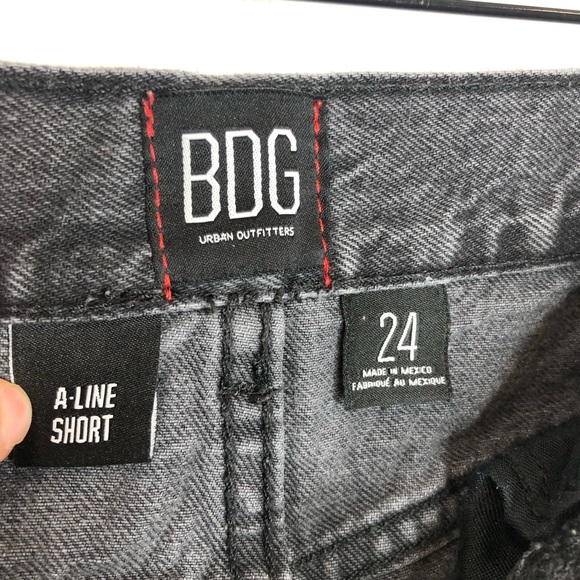 BDG
URBAN OUTFITTERS
24
MADE IN MEXICO
FABRIQUÉ AU MEXIQUE
A-LINE
SHORT